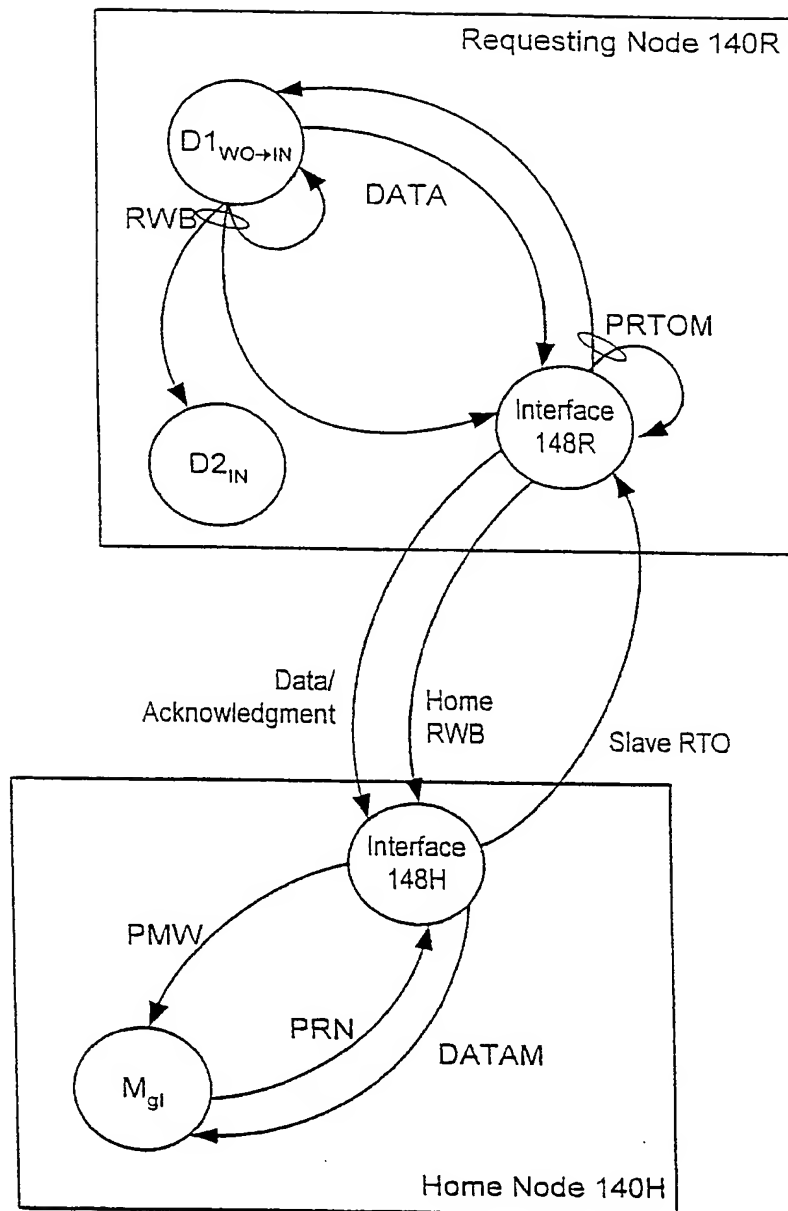 Requesting Node 140R
D1WO→IN
DATA
RWB
PRTOM
Interface
148R
D2IN
Data/
Acknowledgment
Home
RWB
Slave RTO
Interface
148H
PMW
PRN
DATAM
Mgl
Home Node 140H